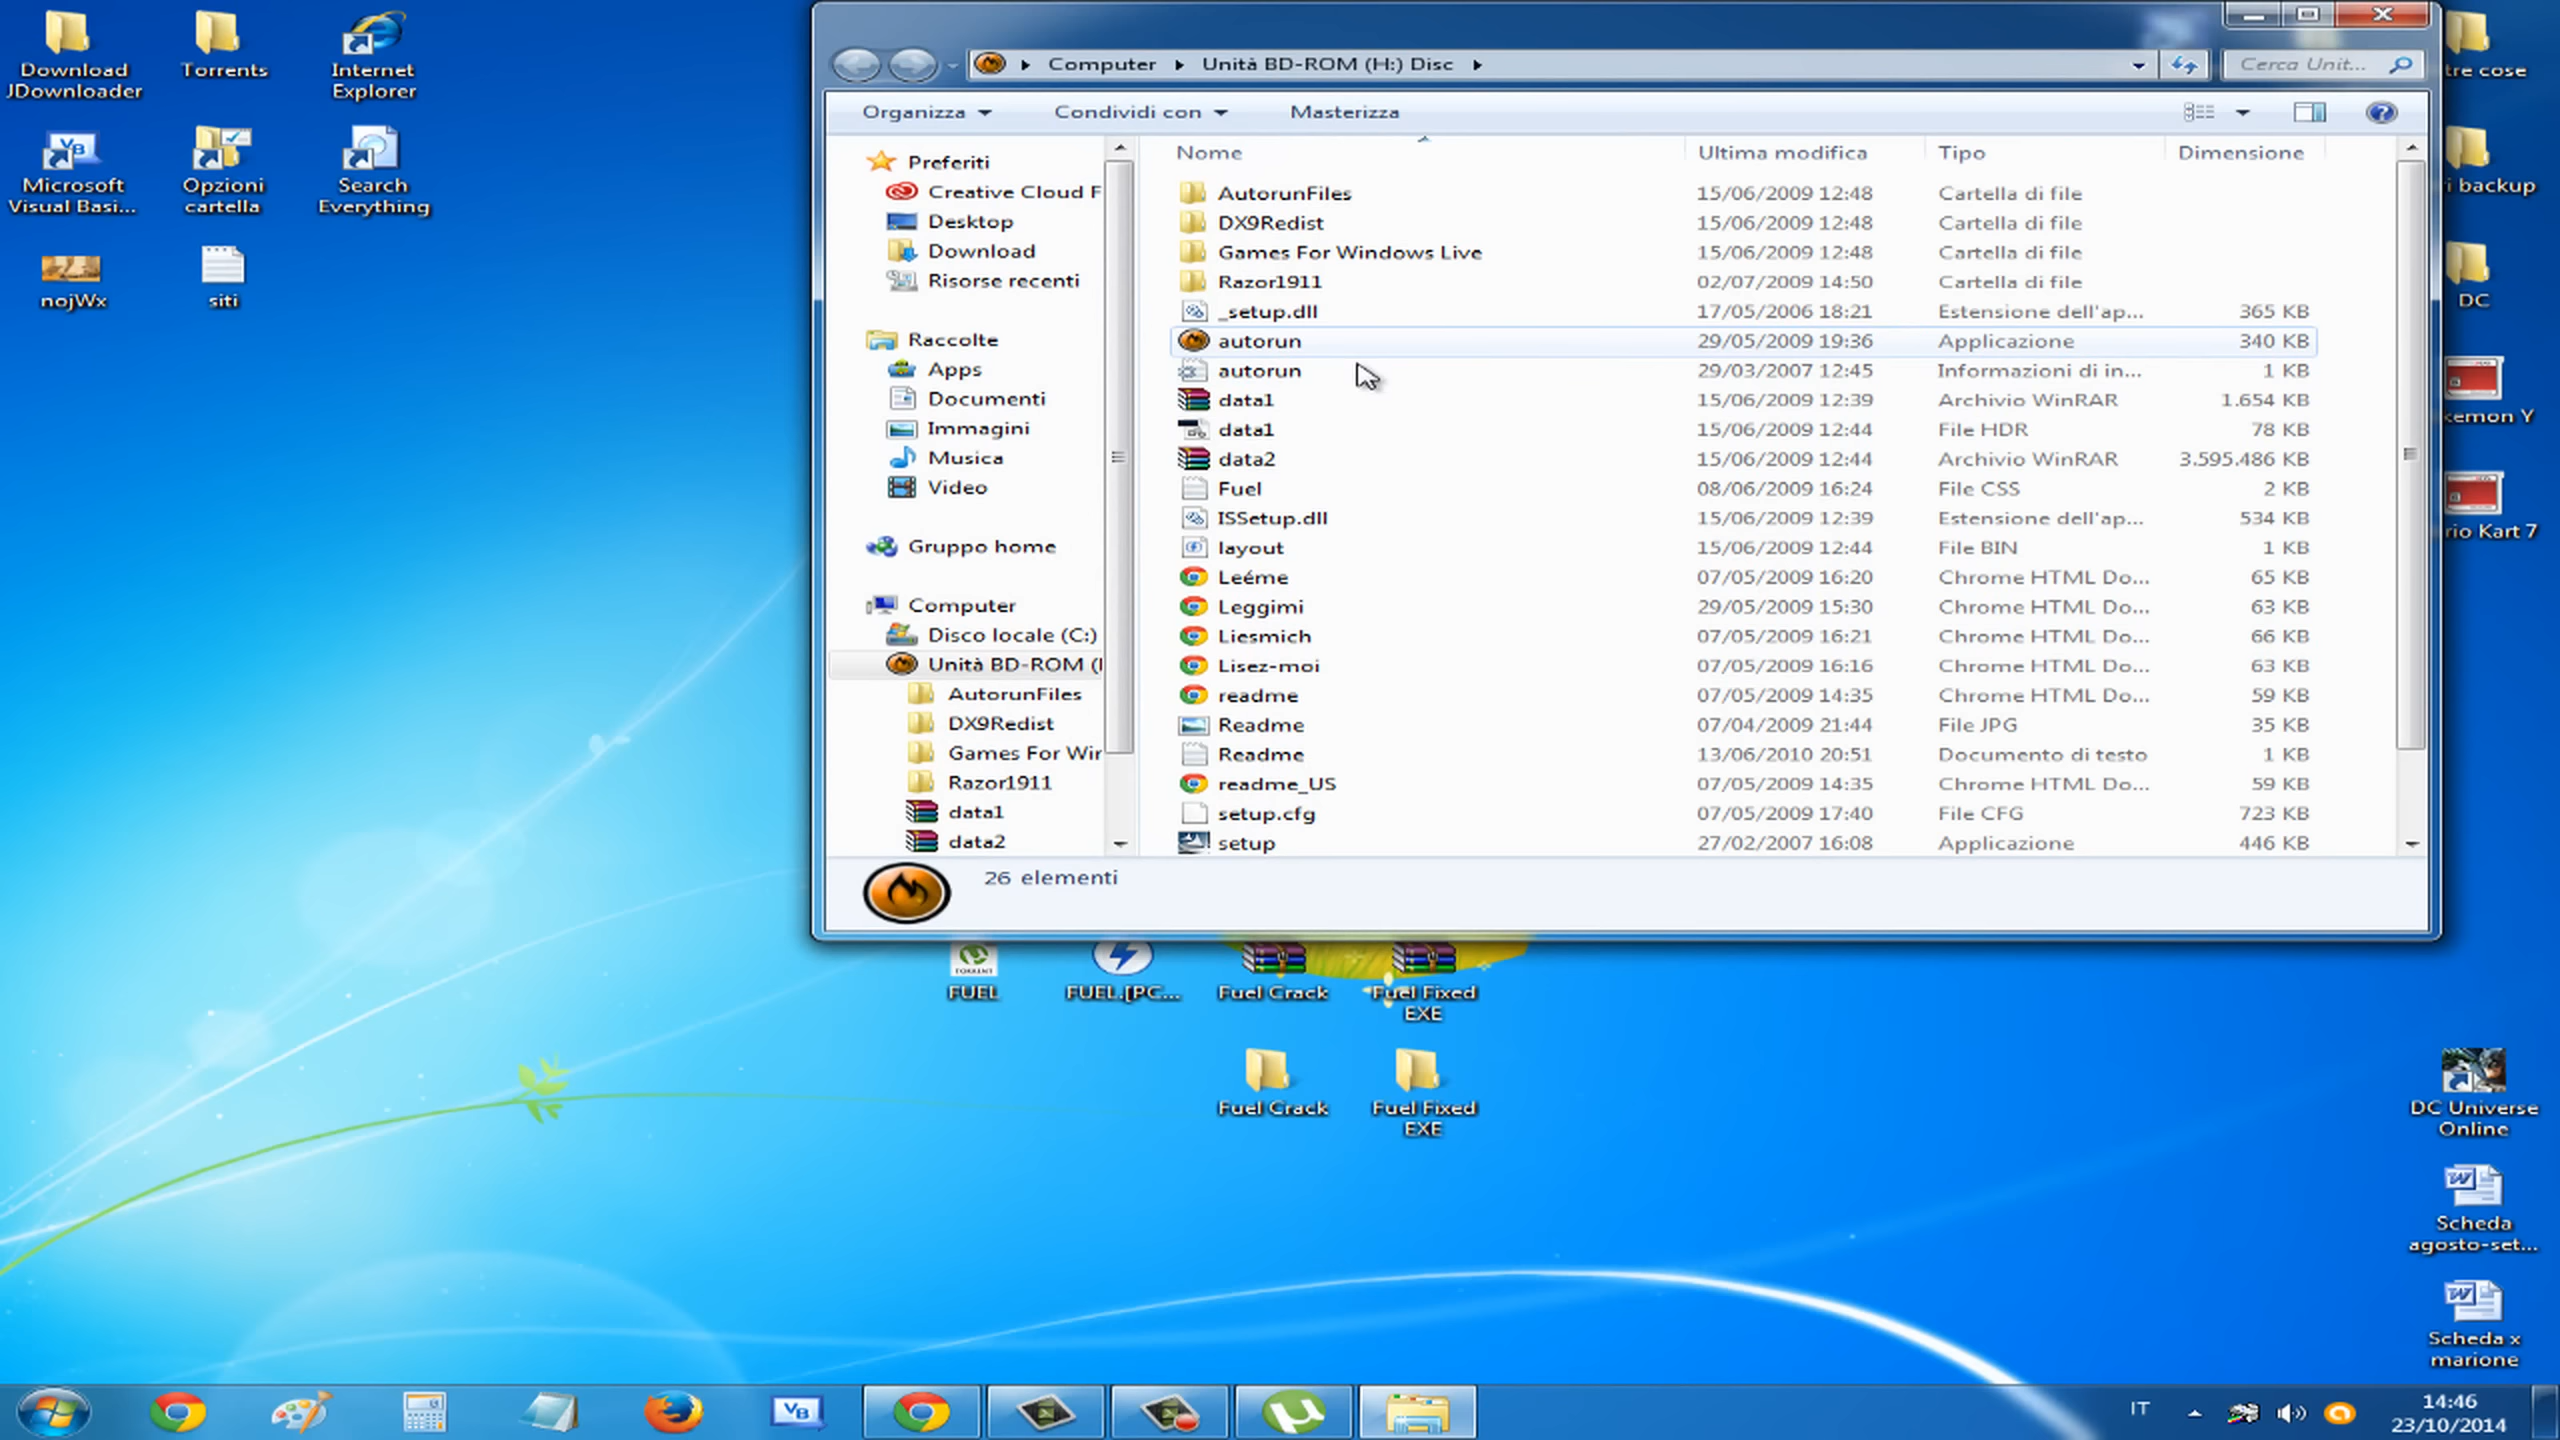 Download
JDownloader
Torrents
Internet
Explorer
Microsoft
Visual Basi...
Opzioni
cartella
Search
Everything
nojWx
siti
Computer
Unità BD-ROM (H:) Disc
Cerca Unit...
Organizza
Condividi con
Masterizza
Preferiti
Creative Cloud F
Desktop
Download
Risorse recenti
Raccolte
Apps
Documenti
Immagini
Musica
Video
Gruppo home
Computer
Disco locale (C:)
Unità BD-ROM (
AutorunFiles
DX9Redist
Games For Wir
Razor1911
data1
data2
Nome Ultima modifica Tipo Dimensione
AutorunFiles 15/06/2009 12:48 Cartella di file
DX9Redist 15/06/2009 12:48 Cartella di file
Games For Windows Live 15/06/2009 12:48 Cartella di file
Razor1911 02/07/2009 14:50 Cartella di file
_setup.dll 17/05/2006 18:21 Estensione dell'ap... 365 KB
autorun 29/05/2009 19:36 Applicazione 340 KB
autorun 29/03/2007 12:45 Informazioni di in... 1 KB
data1 15/06/2009 12:39 Archivio WinRAR 1.654 KB
data1 15/06/2009 12:44 File HDR 78 KB
data2 15/06/2009 12:44 Archivio WinRAR 3.595.486 KB
Fuel 08/06/2009 16:24 File CSS 2 KB
ISSetup.dll 15/06/2009 12:39 Estensione dell'ap... 534 KB
layout 15/06/2009 12:44 File BIN 1 KB
Leéme 07/05/2009 16:20 Chrome HTML Do... 65 KB
Leggimi 29/05/2009 15:30 Chrome HTML Do... 63 KB
Liesmich 07/05/2009 16:21 Chrome HTML Do... 66 KB
Lisez-moi 07/05/2009 16:16 Chrome HTML Do... 63 KB
readme 07/05/2009 14:35 Chrome HTML Do... 59 KB
Readme 07/04/2009 21:44 File JPG 35 KB
Readme 13/06/2010 20:51 Documento di testo 1 KB
readme_US 07/05/2009 14:35 Chrome HTML Do... 59 KB
setup.cfg 07/05/2009 17:40 File CFG 723 KB
setup 27/02/2007 16:08 Applicazione 446 KB
26 elementi
tre cose
i backup
DC
kemon Y
rio Kart 7
FUEL
FUEL.[PC...
Fuel Crack
Fuel Fixed
EXE
Fuel Crack
Fuel Fixed
EXE
DC Universe
Online
Scheda
agosto-set...
Scheda x
marione
VB
IT
14:46
23/10/2014